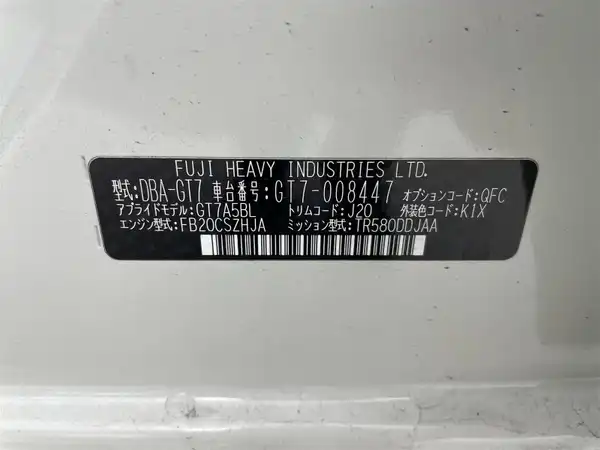 FUJI HEAVY INDUSTRIES LTD.
型式:DBA-GT7 車台番号:GT7-008447 オプションコード:QFC
アプライドモデル:GT7A5BL トリムコード:J20 外装色コード:K1X
エンジン型式:FB20CSZHJA ミッション型式:TR580DDJAA